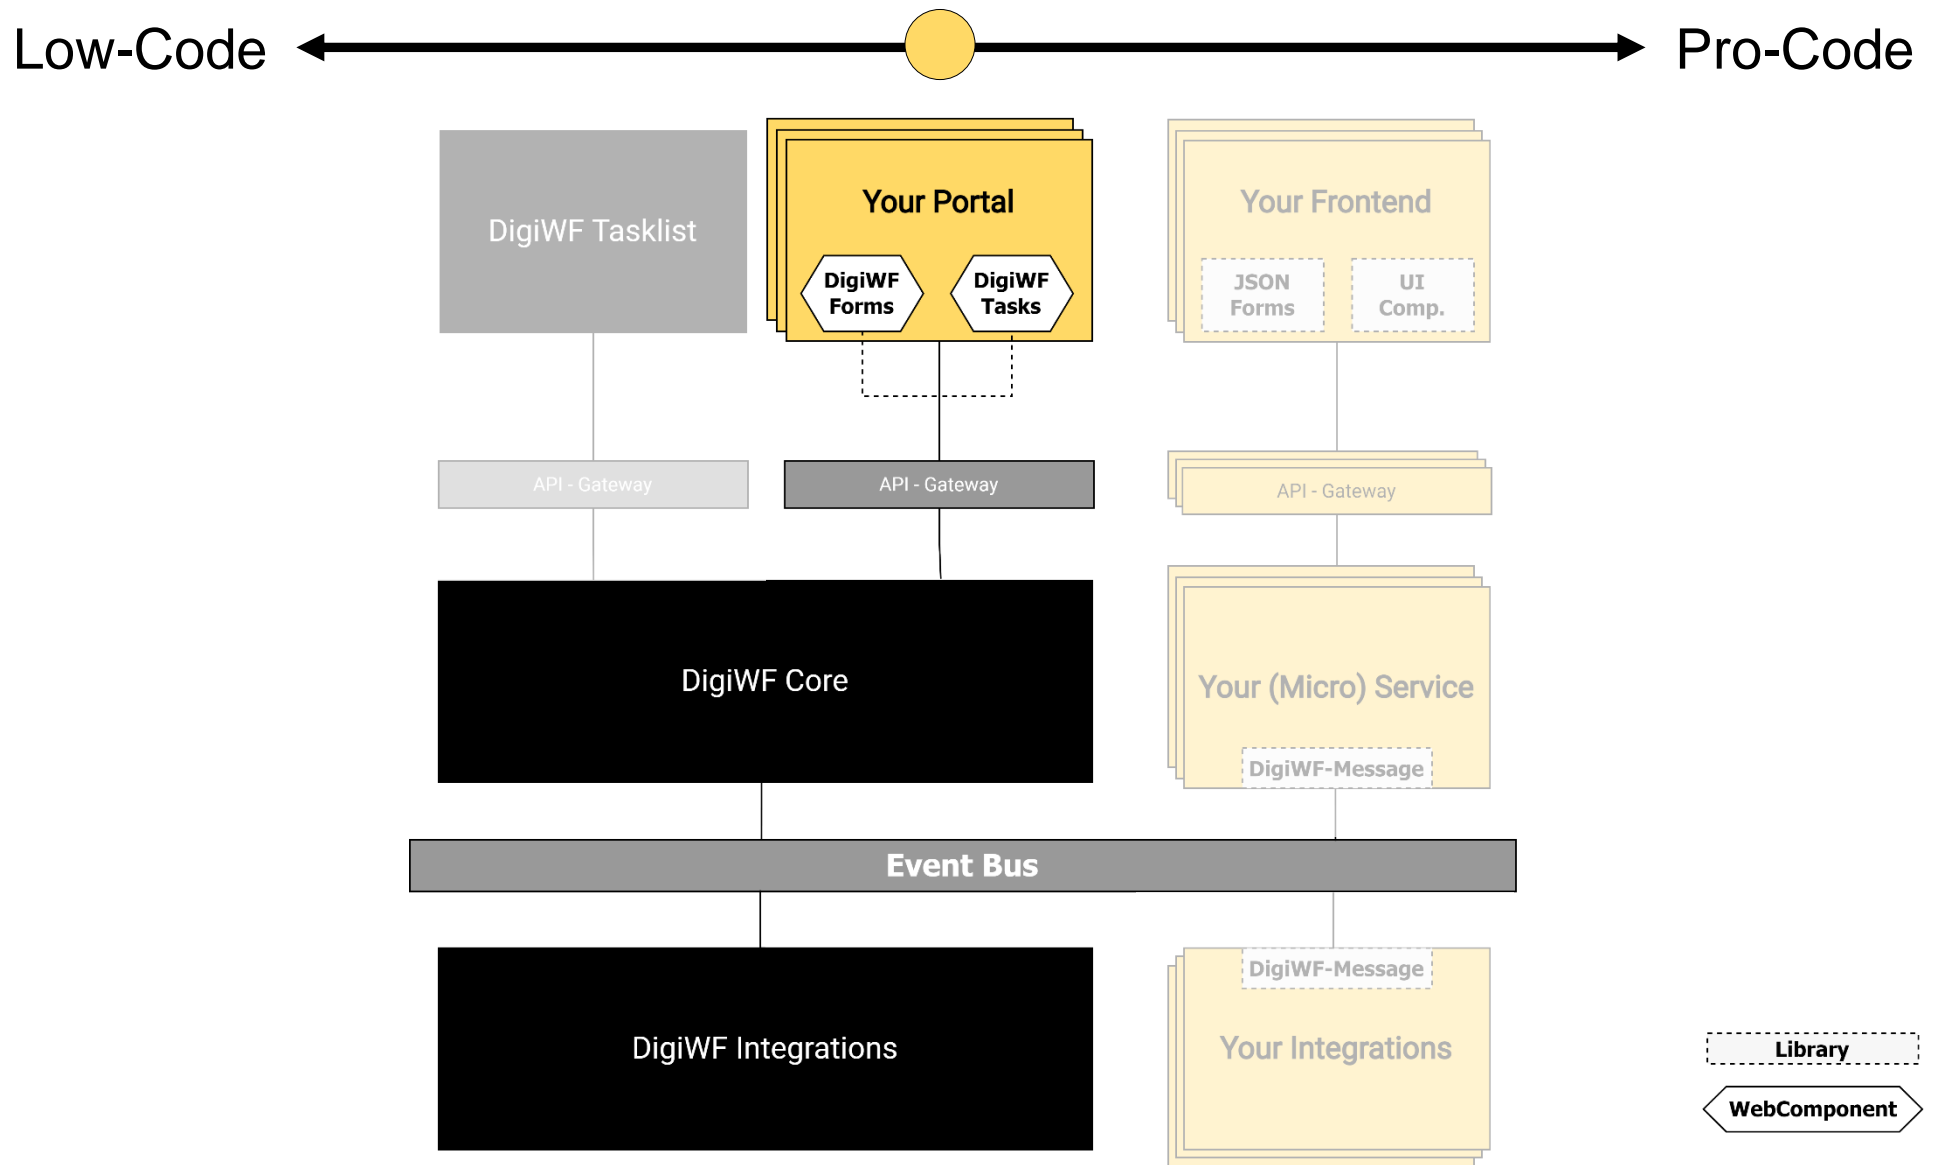 Low-Code
Pro-Code
DigiWF Tasklist
Your Portal
DigiWF
Forms
DigiWF
Tasks
Your Frontend
JSON
Forms
UI
Comp.
API - Gateway
API - Gateway
API - Gateway
DigiWF Core
Your (Micro) Service
DigiWF-Message
Event Bus
DigiWF Integrations
DigiWF-Message
Your Integrations
Library
WebComponent